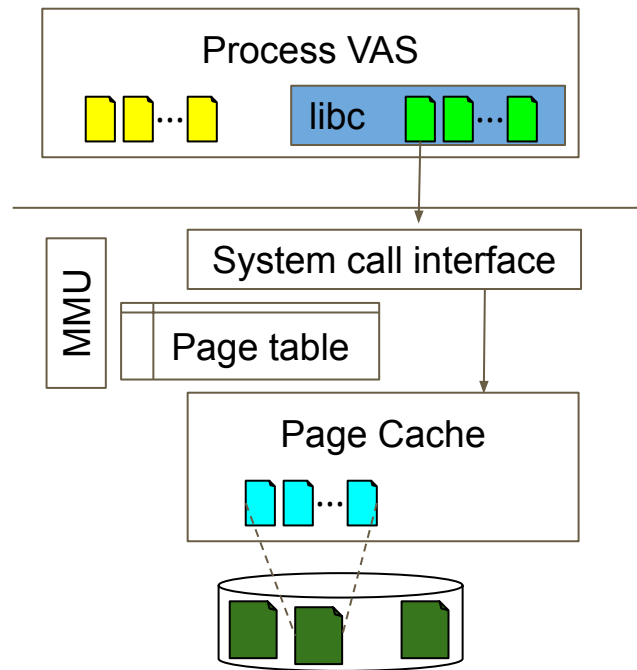 Process VAS
libc
System call interface
MMU
Page table
Page Cache